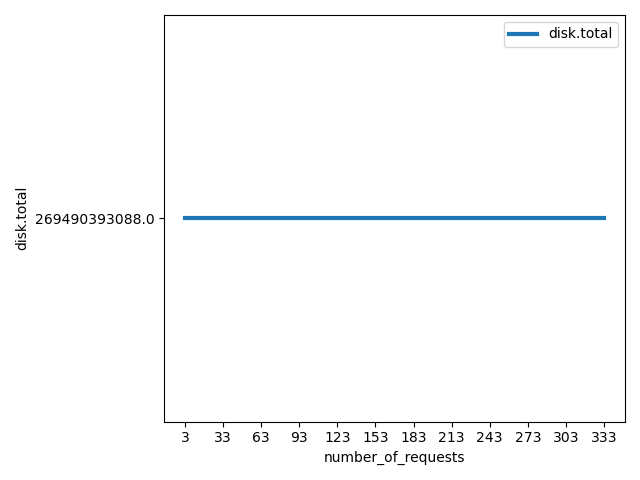 disk.total
disk.total
269490393088.0
3 33 63 93 123 153 183 213 243 273 303 333
number_of_requests